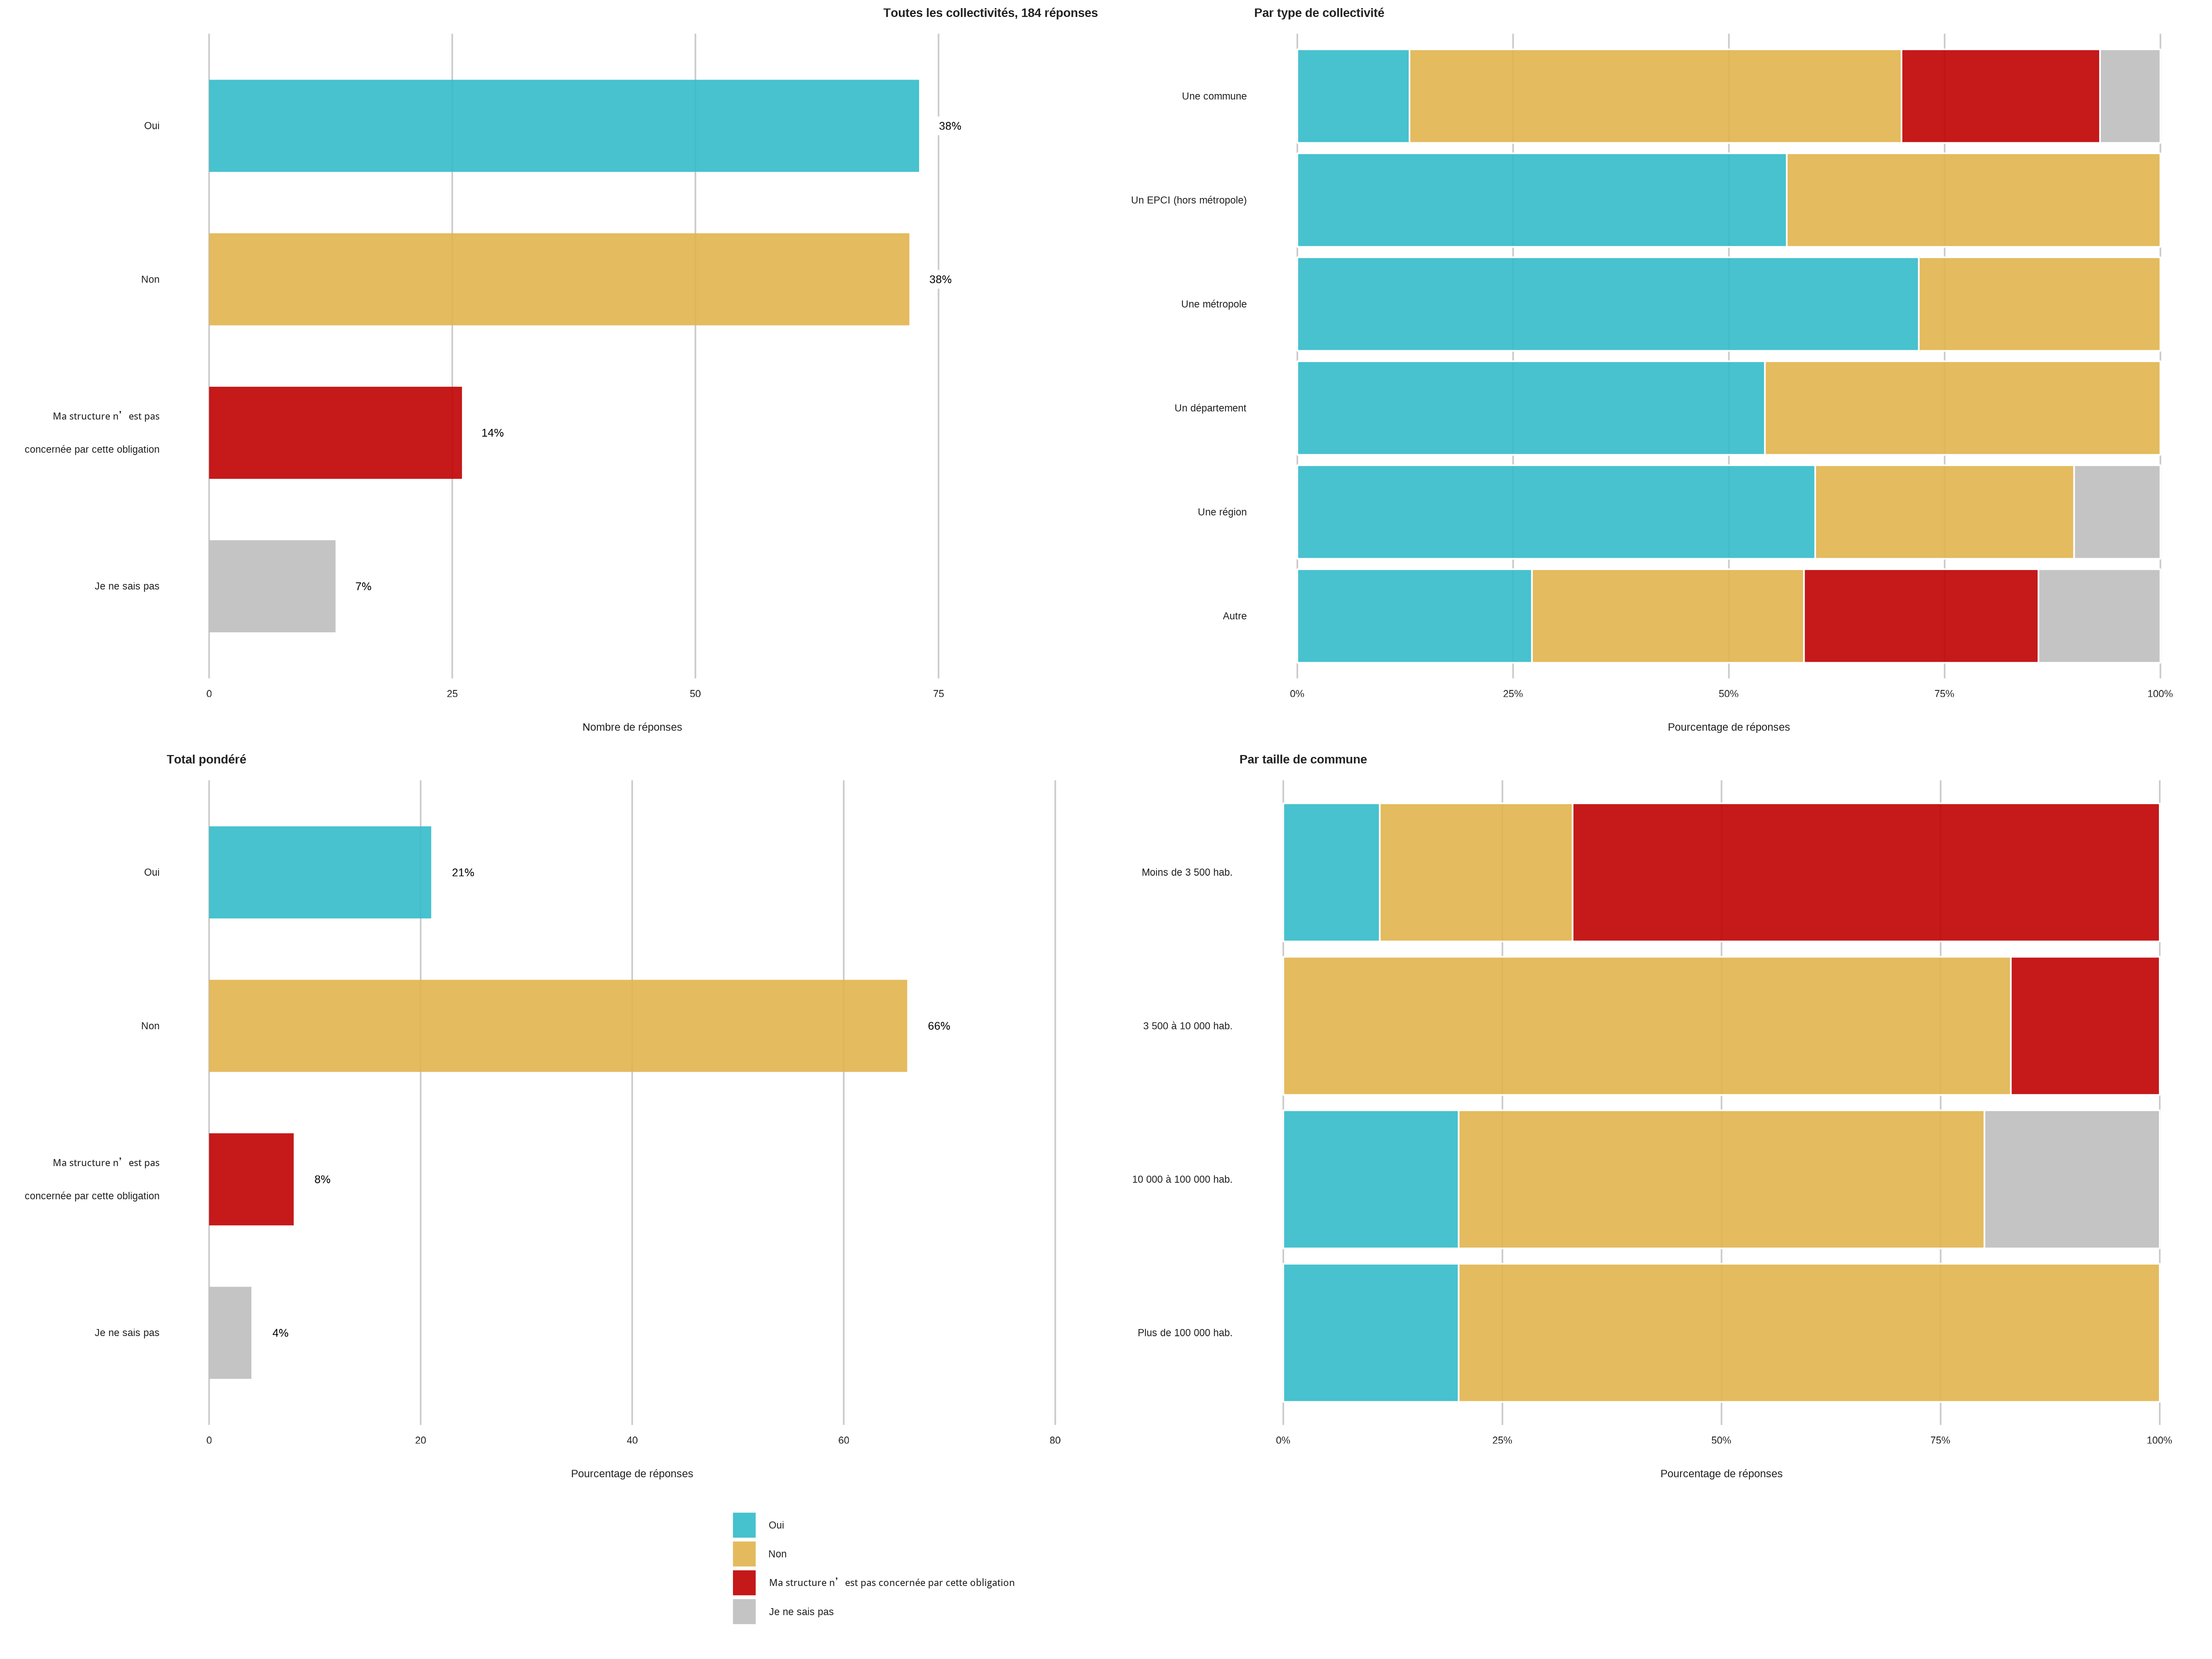 Toutes les collectivités, 184 réponses
Oui
38%
Non
38%
Ma structure n’est pas
concernée par cette obligation
14%
Je ne sais pas
7%
0 25 50 75
Nombre de réponses
Par type de collectivité
Une commune
Un EPCI (hors métropole)
Une métropole
Un département
Une région
Autre
0% 25% 50% 75% 100%
Pourcentage de réponses
Total pondéré
Oui
21%
Non
66%
Ma structure n’est pas
concernée par cette obligation
8%
Je ne sais pas
4%
0 20 40 60 80
Pourcentage de réponses
Par taille de commune
Moins de 3 500 hab.
3 500 à 10 000 hab.
10 000 à 100 000 hab.
Plus de 100 000 hab.
0% 25% 50% 75% 100%
Pourcentage de réponses
Oui
Non
Ma structure n’est pas concernée par cette obligation
Je ne sais pas